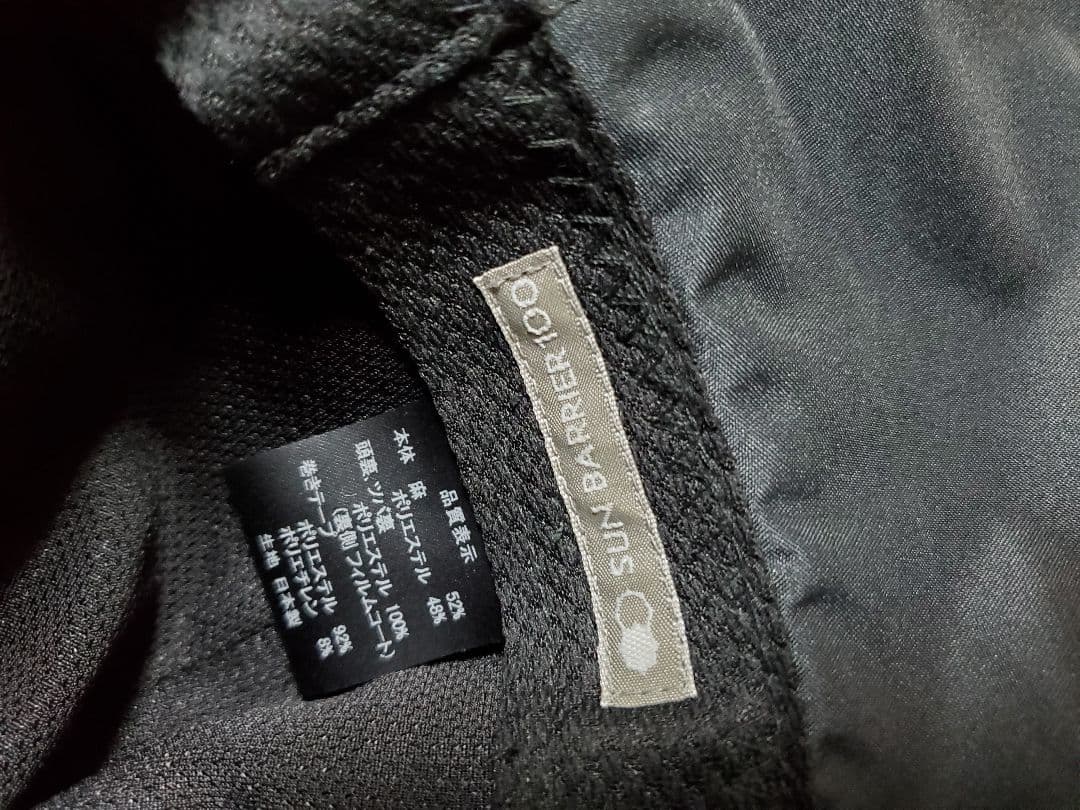 SUN BARRIER 100
品質表示
本体 麻 52%
ポリエステル 48%
頭裏、ツバ裏
ポリエステル 100%
(裏側 フィルムコート)
巻きテープ
ポリエステル 92%
ポリエチレン 8%
生地 日本製